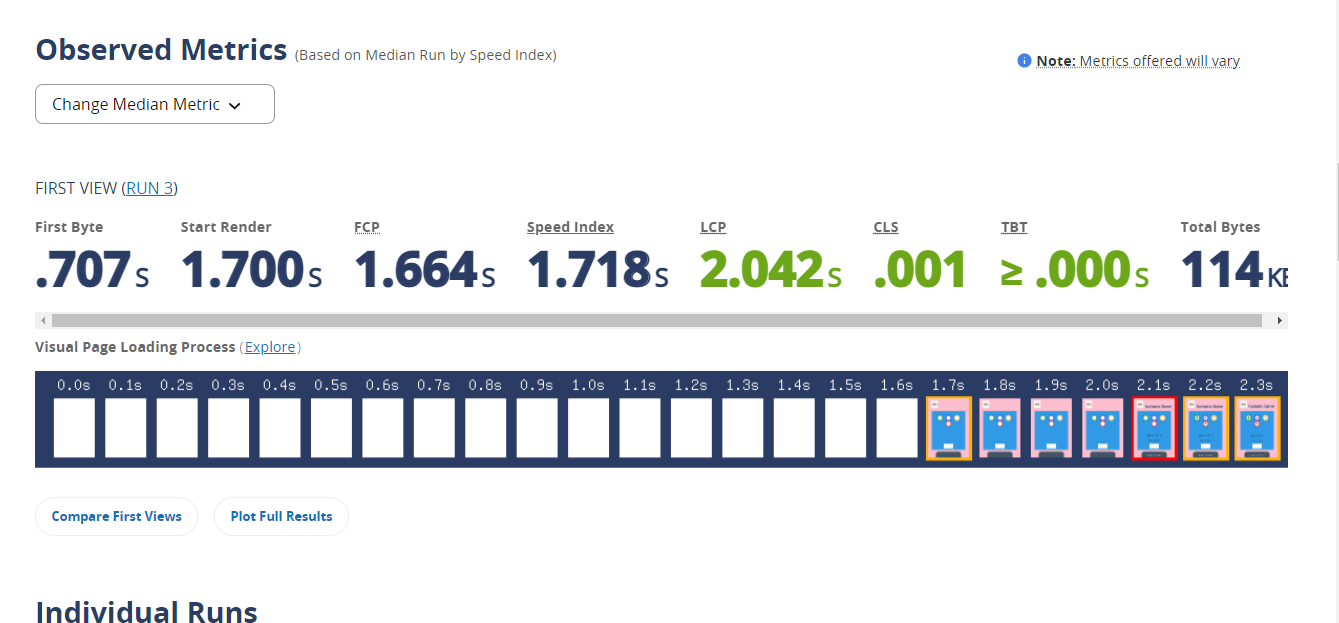 Observed Metrics (Based on Median Run by Speed Index)
Note: Metrics offered will vary
Change Median Metric
FIRST VIEW (RUN 3)
First Byte Start Render FCP Speed Index LCP CLS TBT Total Bytes
.707s 1.700s 1.664s 1.718s 2.042s .001 ≥ .000s 114
Visual Page Loading Process (Explore)
0.0s 0.1s 0.2s 0.3s 0.4s 0.5s 0.6s 0.7s 0.8s 0.9s 1.0s 1.1s 1.2s 1.3s 1.4s 1.5s 1.6s 1.7s 1.8s 1.9s 2.0s 2.1s 2.2s 2.3s
Compare First Views Plot Full Results
Individual Runs